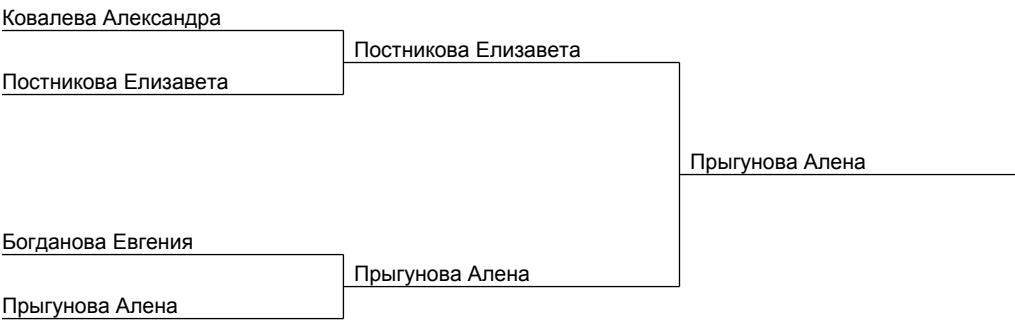 Ковалева Александра
Постникова Елизавета
Постникова Елизавета
Прыгунова Алена
Богданова Евгения
Прыгунова Алена
Прыгунова Алена